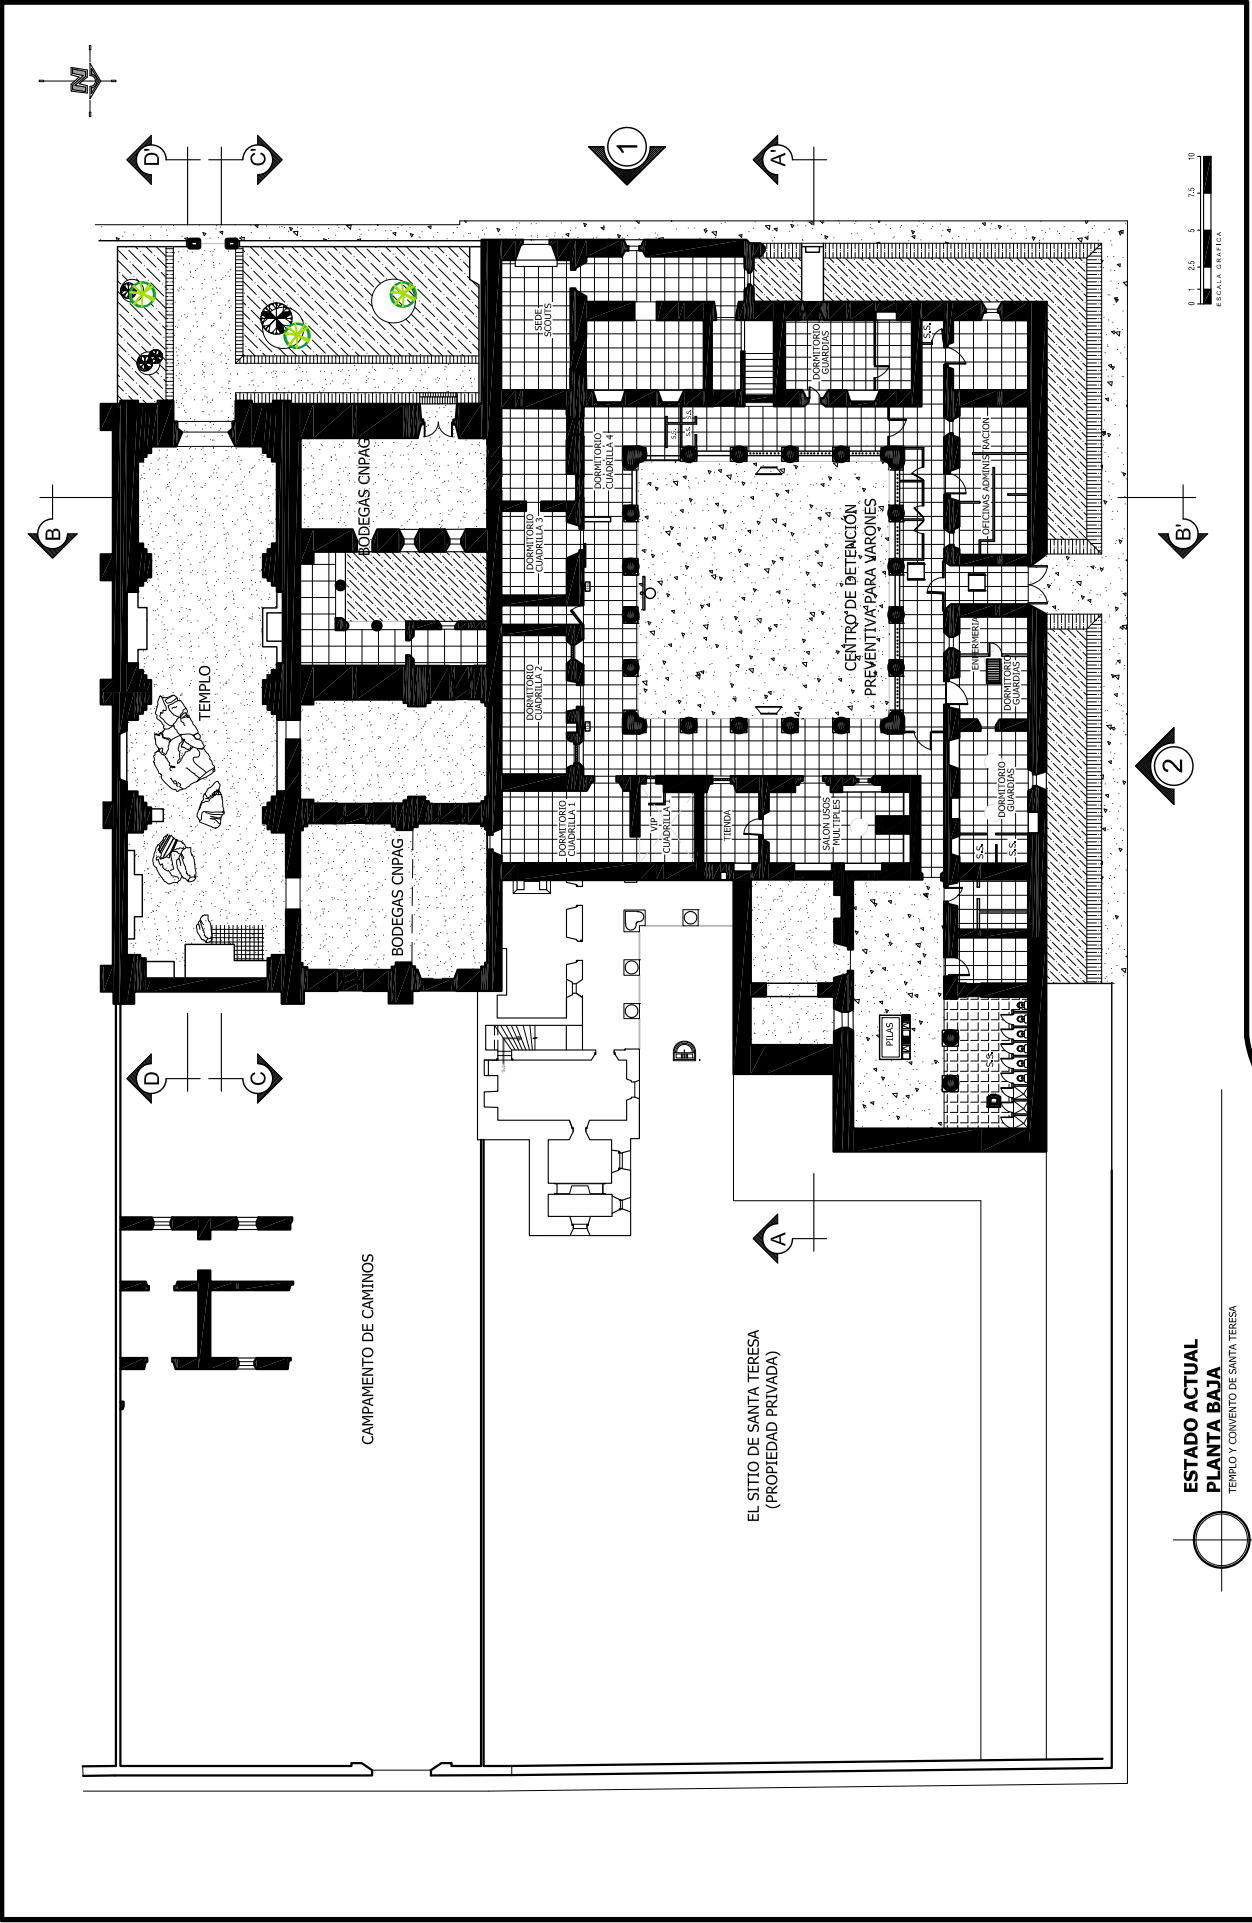 N
D'
C'
1
A'
0
1
2.5
5
7.5
10
ESCALA GRAFICA
B
B'
TEMPLO
BODEGAS CNPAG
BODEGAS CNPAG
SEDE
SCOUTS
DORMITORIO
GUARDIAS
S.S.
DORMITORIO
CUADRILLA 4
S.S.
S.S.
S.S.
DORMITORIO
CUADRILLA 3
DORMITORIO
CUADRILLA 2
DORMITORIO
CUADRILLA 1
VIP
CUADRILLA 1
TIENDA
SALON USOS
MULTIPLES
CENTRO DE DETENCIÓN
PREVENTIVA PARA VARONES
OFICINAS ADMINISTRACION
ENFERMERIA
DORMITORIO
GUARDIAS
DORMITORIO
GUARDIAS
S.S.
S.S.
PILAS
S.S.
2
D
C
A
CAMPAMENTO DE CAMINOS
EL SITIO DE SANTA TERESA
(PROPIEDAD PRIVADA)
ESTADO ACTUAL
PLANTA BAJA
TEMPLO Y CONVENTO DE SANTA TERESA